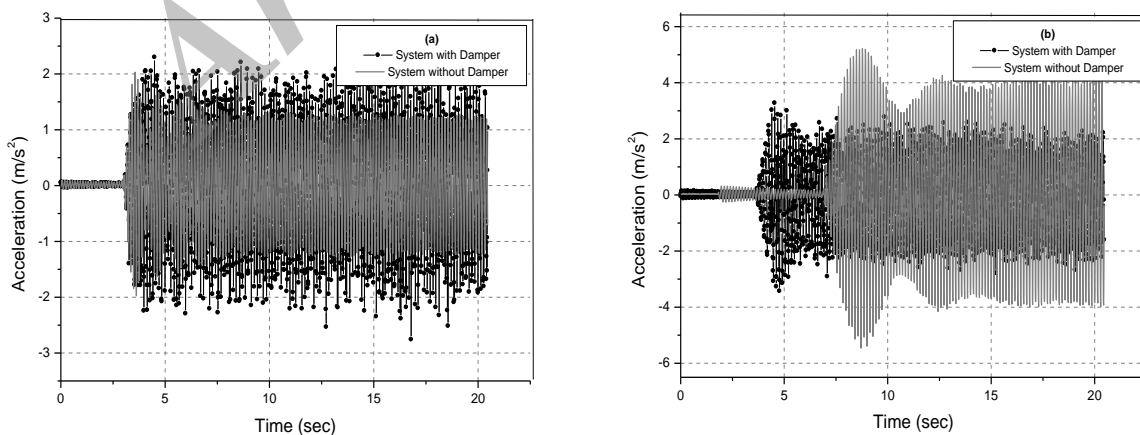 (a)
System with Damper
System without Damper
Acceleration (m/s²)
3
2
1
0
-1
-2
-3
0 5 10 15 20
Time (sec)
(b)
System with Damper
System without Damper
Acceleration (m/s²)
6
4
2
0
-2
-4
-6
0 5 10 15 20
Time (sec)